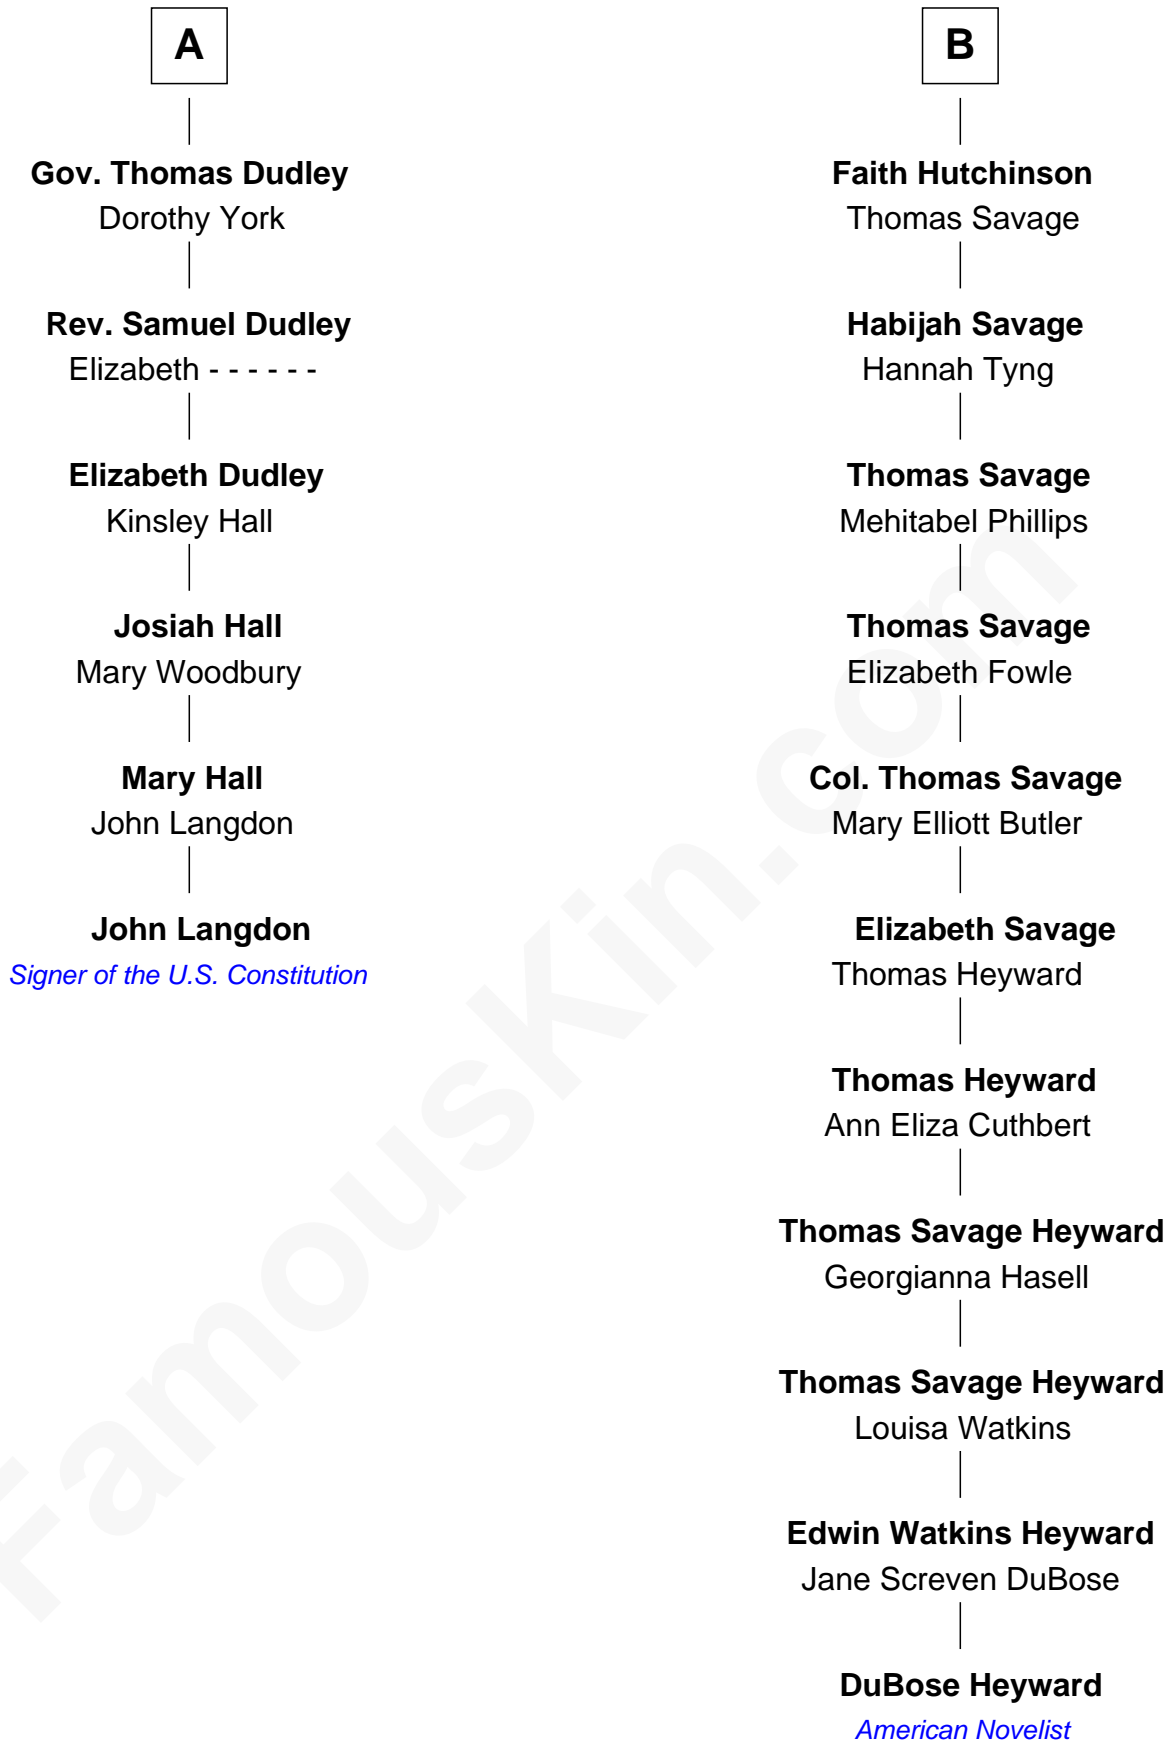 A
Gov. Thomas Dudley
Dorothy York
Rev. Samuel Dudley
Elizabeth - - - - - -
Elizabeth Dudley
Kinsley Hall
Josiah Hall
Mary Woodbury
Mary Hall
John Langdon
John Langdon
Signer of the U.S. Constitution
B
Faith Hutchinson
Thomas Savage
Habijah Savage
Hannah Tyng
Thomas Savage
Mehitabel Phillips
Thomas Savage
Elizabeth Fowle
Col. Thomas Savage
Mary Elliott Butler
Elizabeth Savage
Thomas Heyward
Thomas Heyward
Ann Eliza Cuthbert
Thomas Savage Heyward
Georgianna Hasell
Thomas Savage Heyward
Louisa Watkins
Edwin Watkins Heyward
Jane Screven DuBose
DuBose Heyward
American Novelist
FamousKin.com